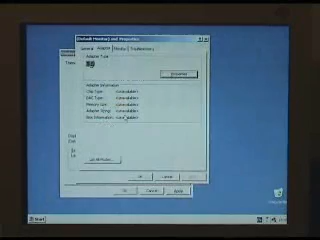 (Default Monitor) and Properties
General Adapter Monitor Troubleshooting
Adapter Type
Properties
Adapter Information
Chip Type: <unavailable>
DAC Type: <unavailable>
Memory Size: <unavailable>
Adapter String: <unavailable>
Bios Information: <unavailable>
List All Modes...
OK Cancel
OK Cancel Apply
Start